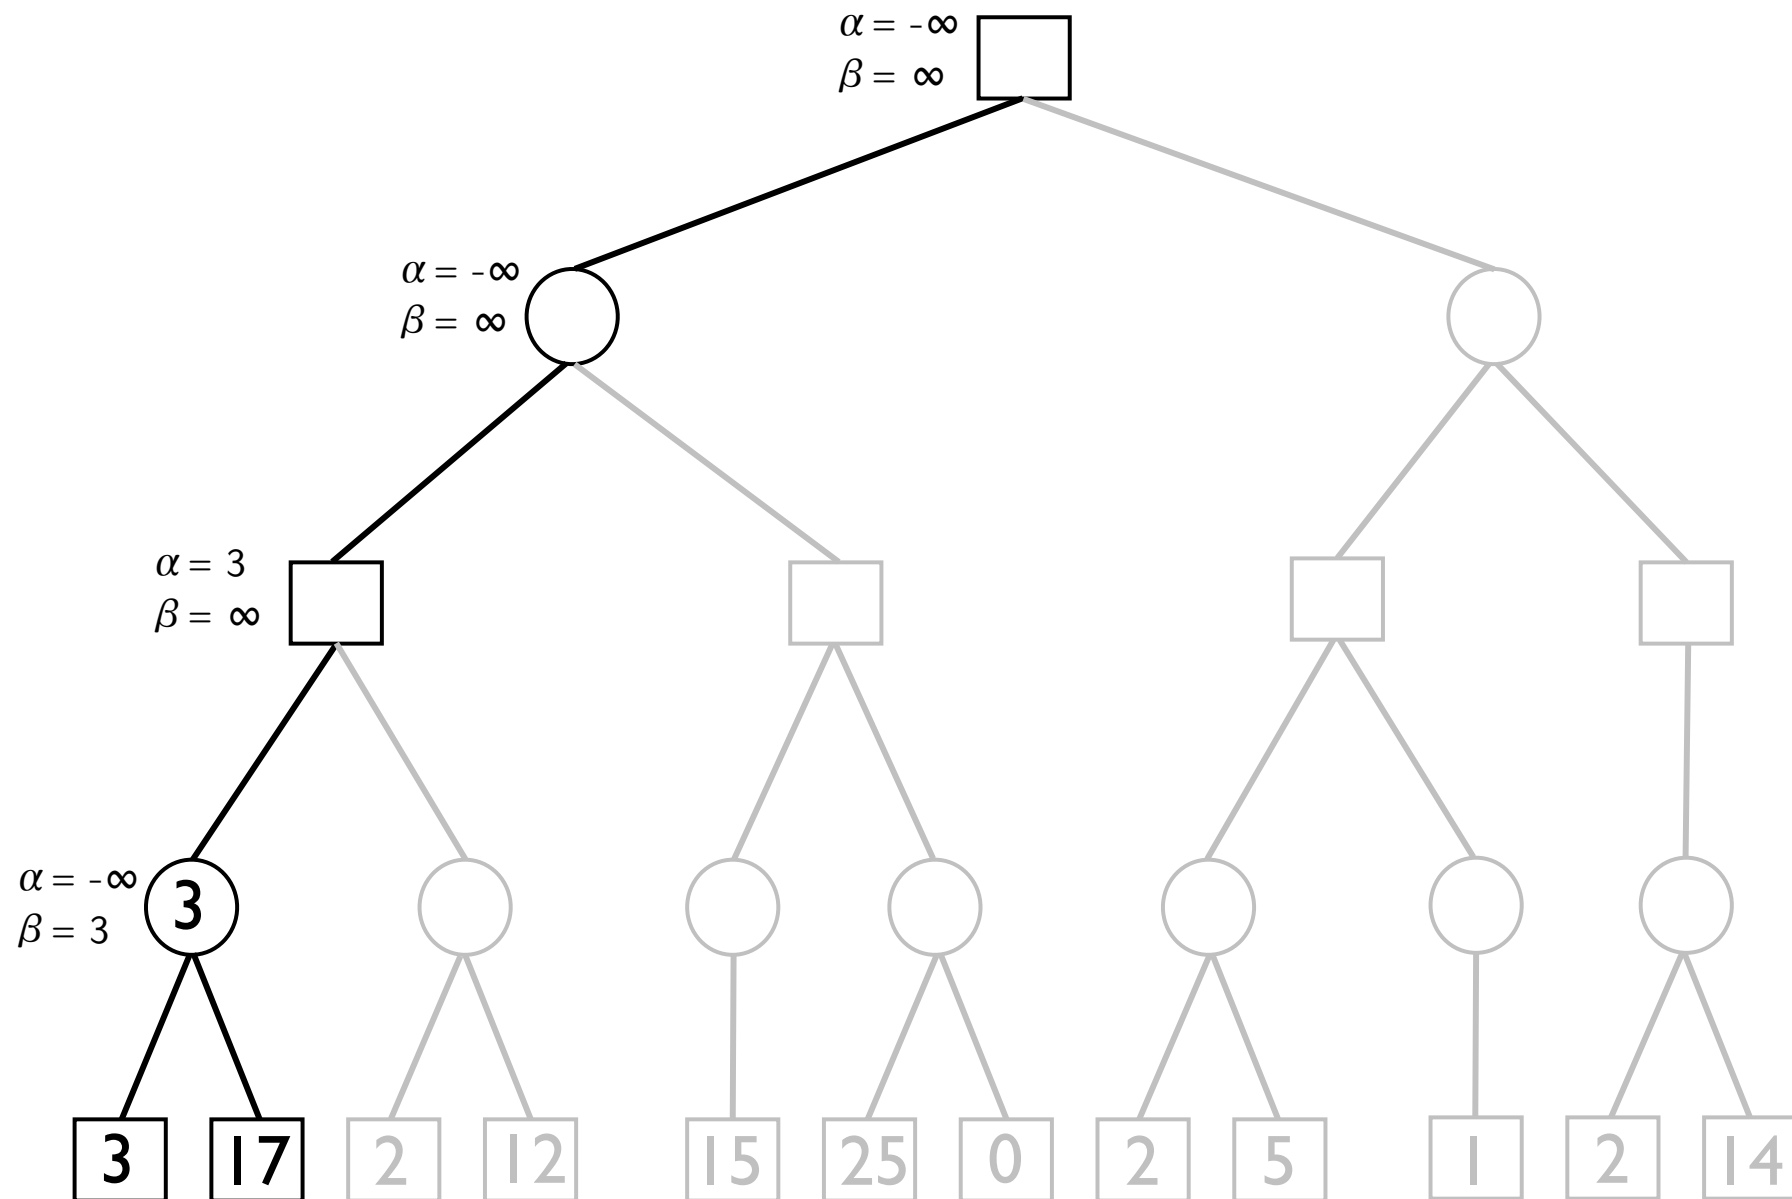 α = -∞
β = ∞
α = -∞
β = ∞
α = 3
β = ∞
α = -∞
β = 3
3
3 17 2 12 15 25 0 2 5 1 2 14